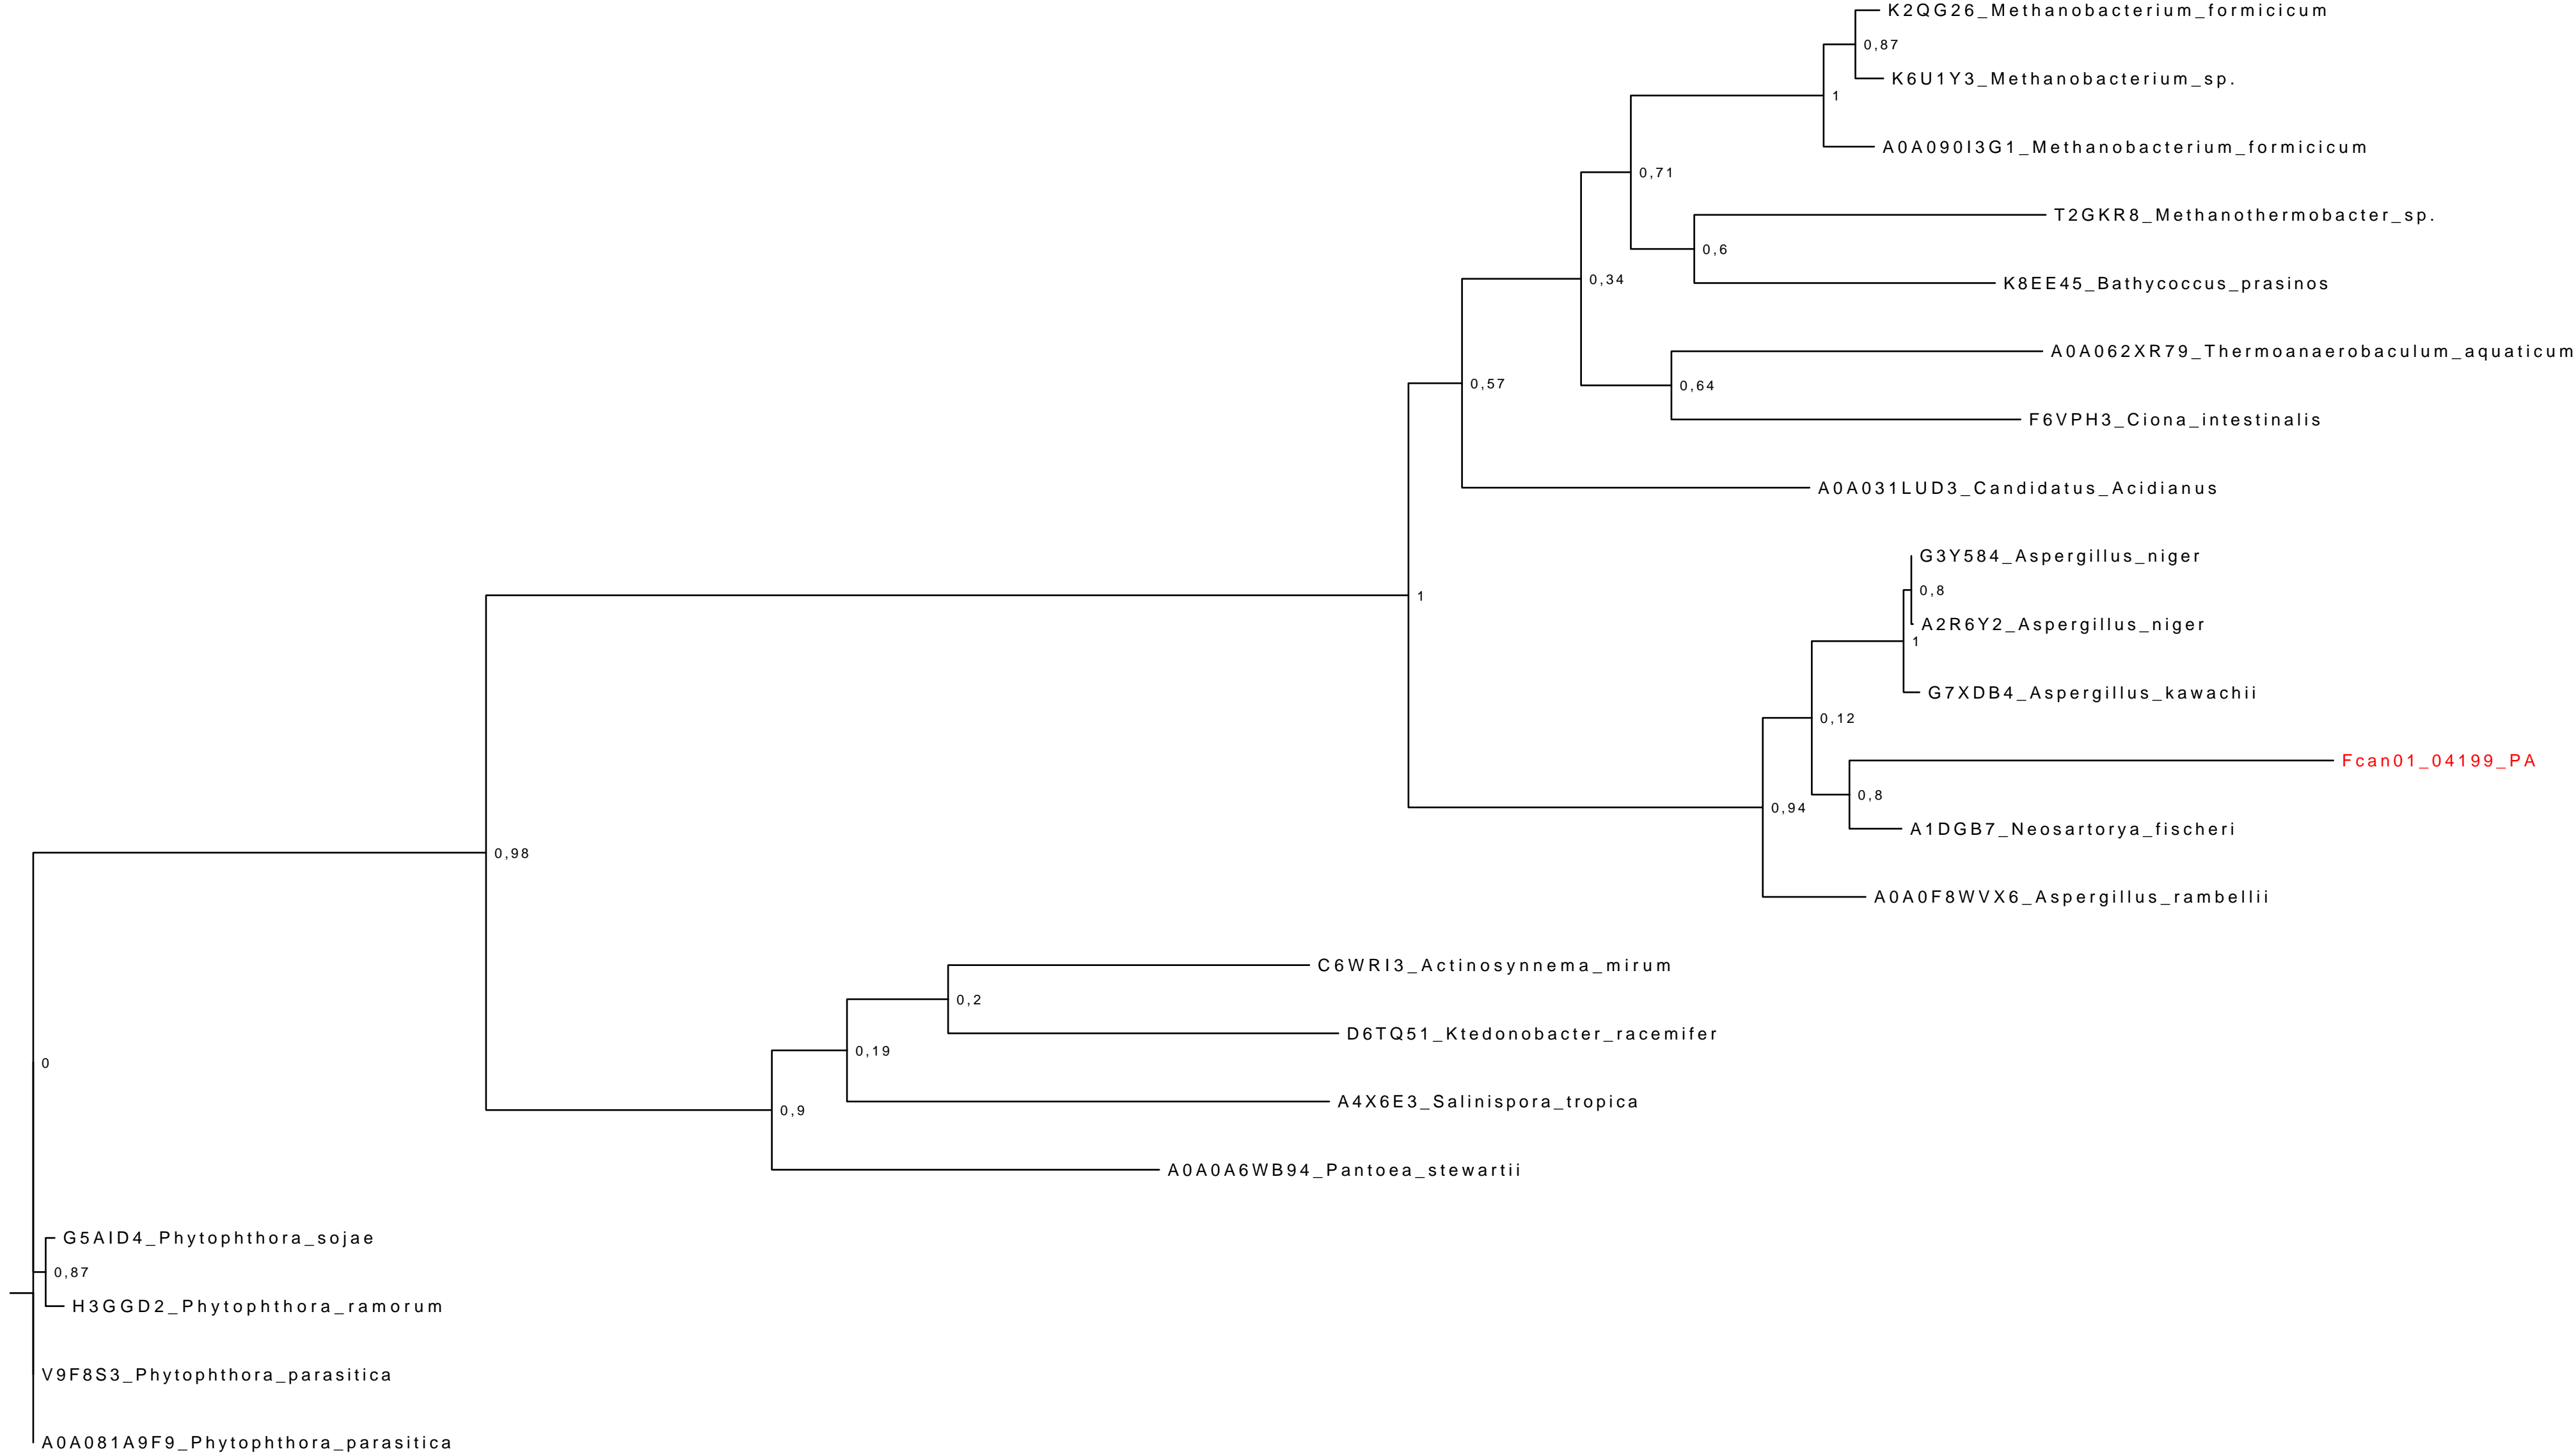 K2QG26_Methanobacterium_formicicum
0,87
K6U1Y3_Methanobacterium_sp.
1
A0A090I3G1_Methanobacterium_formicicum
0,71
T2GKR8_Methanothermobacter_sp.
0,6
0,34
K8EE45_Bathycoccus_prasinos
A0A062XR79_Thermoanaerobaculum_aquaticum
0,57
0,64
F6VPH3_Ciona_intestinalis
A0A031LUD3_Candidatus_Acidianus
G3Y584_Aspergillus_niger
0,8
1
A2R6Y2_Aspergillus_niger
1
G7XDB4_Aspergillus_kawachii
0,12
Fcan01_04199_PA
0,8
0,94
A1DGB7_Neosartorya_fischeri
0,98
A0A0F8WVX6_Aspergillus_rambellii
C6WRI3_Actinosynnema_mirum
0,2
D6TQ51_Ktedonobacter_racemifer
0,19
0
A4X6E3_Salinispora_tropica
0,9
A0A0A6WB94_Pantoea_stewartii
G5AID4_Phytophthora_sojae
0,87
H3GGD2_Phytophthora_ramorum
V9F8S3_Phytophthora_parasitica
A0A081A9F9_Phytophthora_parasitica